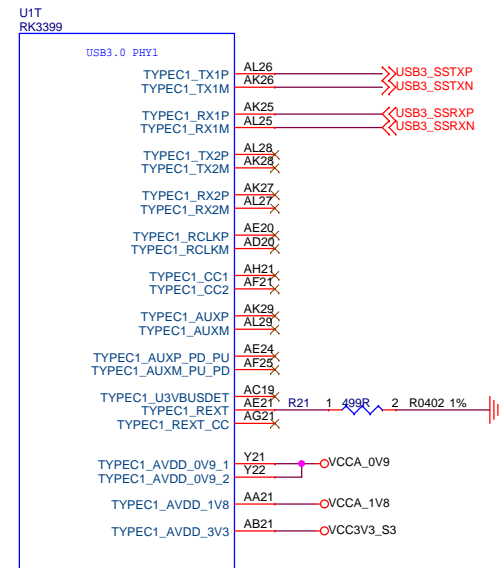 U1T
RK3399
USB3.0 PHY1
TYPEC1_TX1P AL26 USB3_SSTXP
TYPEC1_TX1M AK26 USB3_SSTXN
TYPEC1_RX1P AK25 USB3_SSRXP
TYPEC1_RX1M AL25 USB3_SSRXN
TYPEC1_TX2P AL28
TYPEC1_TX2M AK28
TYPEC1_RX2P AK27
TYPEC1_RX2M AL27
TYPEC1_RCLKP AE20
TYPEC1_RCLKM AD20
TYPEC1_CC1 AH21
TYPEC1_CC2 AF21
TYPEC1_AUXP AK29
TYPEC1_AUXM AL29
TYPEC1_AUXP_PD_PU AE24
TYPEC1_AUXM_PU_PD AF25
TYPEC1_U3VBUSDET AC19
TYPEC1_REXT AE21 R21 1 499R 2 R0402 1%
TYPEC1_REXT_CC AG21
TYPEC1_AVDD_0V9_1 Y21 VCCA_0V9
TYPEC1_AVDD_0V9_2 Y22
TYPEC1_AVDD_1V8 AA21 VCCA_1V8
TYPEC1_AVDD_3V3 AB21 VCC3V3_S3